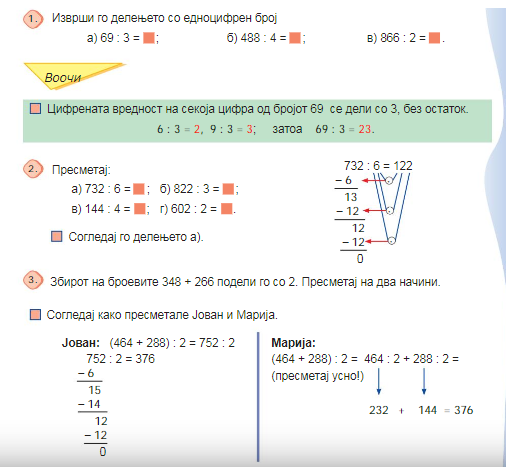 1. Изврши го делењето со едноцифрен број
а) 69 : 3 = ; б) 488 : 4 = ; в) 866 : 2 = .
Воочи
Цифрената вредност на секоја цифра од бројот 69 се дели со 3, без остаток.
6 : 3 = 2, 9 : 3 = 3; затоа 69 : 3 = 23.
2. Пресметај:
а) 732 : 6 = ; б) 822 : 3 = ;
в) 144 : 4 = ; г) 602 : 2 = .
Согледај го делењето а).
732 : 6 = 122
– 6
13
– 12
12
– 12
0
3. Збирот на броевите 348 + 266 подели го со 2. Пресметај на два начини.
Согледај како пресметале Јован и Марија.
Јован: (464 + 288) : 2 = 752 : 2
752 : 2 = 376
– 6
15
– 14
12
– 12
0
Марија:
(464 + 288) : 2 = 464 : 2 + 288 : 2 =
(пресметај усно!)
232 + 144 = 376